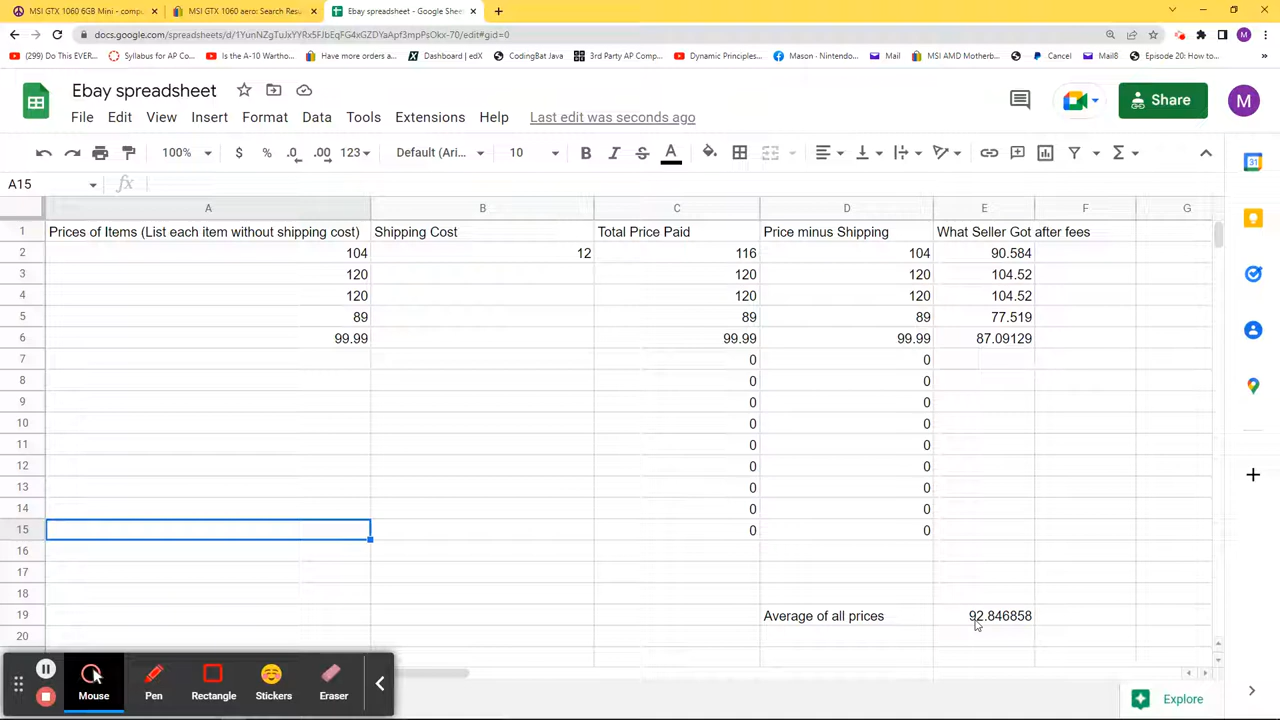 MSI GTX 1060 6GB Mini - compu
MSI GTX 1060 aero: Search Resu
Ebay spreadsheet - Google Shee
docs.google.com/spreadsheets/d/1YunNZgTuJxYYRx5FJbEqFG4xGZDYaApf3mpPsOkx-70/edit#gid=0
(299) Do This EVER...
Syllabus for AP Co...
Is the A-10 Wartho...
Have more orders a...
Dashboard | edX
CodingBat Java
3rd Party AP Comp...
Dynamic Principles...
Mason - Nintendo...
Mail
MSI AMD Motherb...
Cancel
Mail8
Episode 20: How to...
Ebay spreadsheet
File Edit View Insert Format Data Tools Extensions Help Last edit was seconds ago
Share
M
100% $ % .0 .00 123 Default (Ari... 10 B I S A
A15 fx
A B C D E F G
1 Prices of Items (List each item without shipping cost) Shipping Cost Total Price Paid Price minus Shipping What Seller Got after fees
2 104 12 116 104 90.584
3 120 120 120 104.52
4 120 120 120 104.52
5 89 89 89 77.519
6 99.99 99.99 99.99 87.09129
7 0 0
8 0 0
9 0 0
10 0 0
11 0 0
12 0 0
13 0 0
14 0 0
15 0 0
16
17
18
19 Average of all prices 92.846858
20
Mouse Pen Rectangle Stickers Eraser
Explore
31